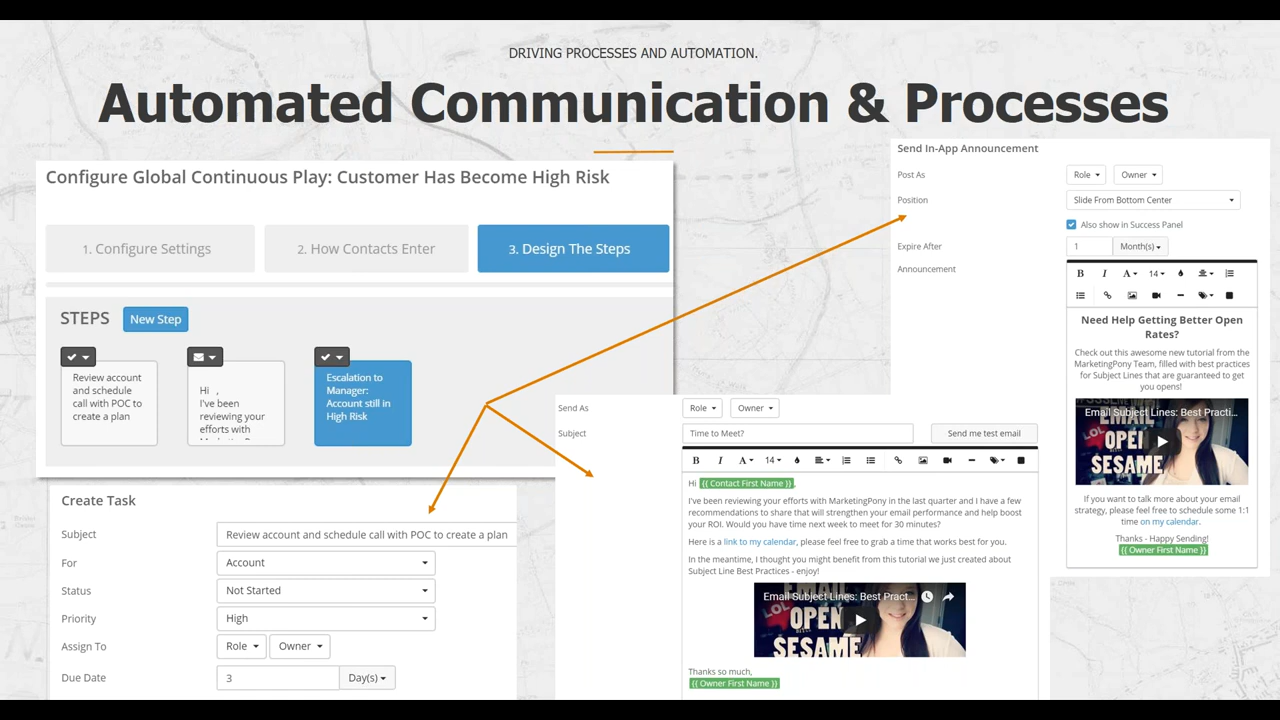 DRIVING PROCESSES AND AUTOMATION.
Automated Communication & Processes
Configure Global Continuous Play: Customer Has Become High Risk
1. Configure Settings
2. How Contacts Enter
3. Design The Steps
STEPS
New Step
Review account
and schedule
call with POC to
create a plan
Hi ,
I've been
reviewing your
efforts with
Escalation to
Manager:
Account still in
High Risk
Create Task
Subject
Review account and schedule call with POC to create a plan
For
Account
Status
Not Started
Priority
High
Assign To
Role
Owner
Due Date
3
Day(s)
Send As
Role
Owner
Subject
Time to Meet?
Send me test email
B I A 14
Hi {{ Contact First Name }},
I've been reviewing your efforts with MarketingPony in the last quarter and I have a few
recommendations to share that will strengthen your email performance and help boost
your ROI. Would you have time next week to meet for 30 minutes?
Here is a link to my calendar, please feel free to grab a time that works best for you.
In the meantime, I thought you might benefit from this tutorial we just created about
Subject Line Best Practices - enjoy!
Email Subject Lines: Best Pract...
LOL
OPEN
SESAME
Thanks so much,
{{ Owner First Name }}
Send In-App Announcement
Post As
Role
Owner
Position
Slide From Bottom Center
Also show in Success Panel
Expire After
1
Month(s)
Announcement
B I A 14
Need Help Getting Better Open
Rates?
Check out this awesome new tutorial from the
MarketingPony Team, filled with best practices
for Subject Lines that are guaranteed to get
you opens!
Email Subject Lines: Best Practi...
LOL
OPEN
SESAME
If you want to talk more about your email
strategy, please feel free to schedule some 1:1
time on my calendar.
Thanks - Happy Sending!
{{ Owner First Name }}